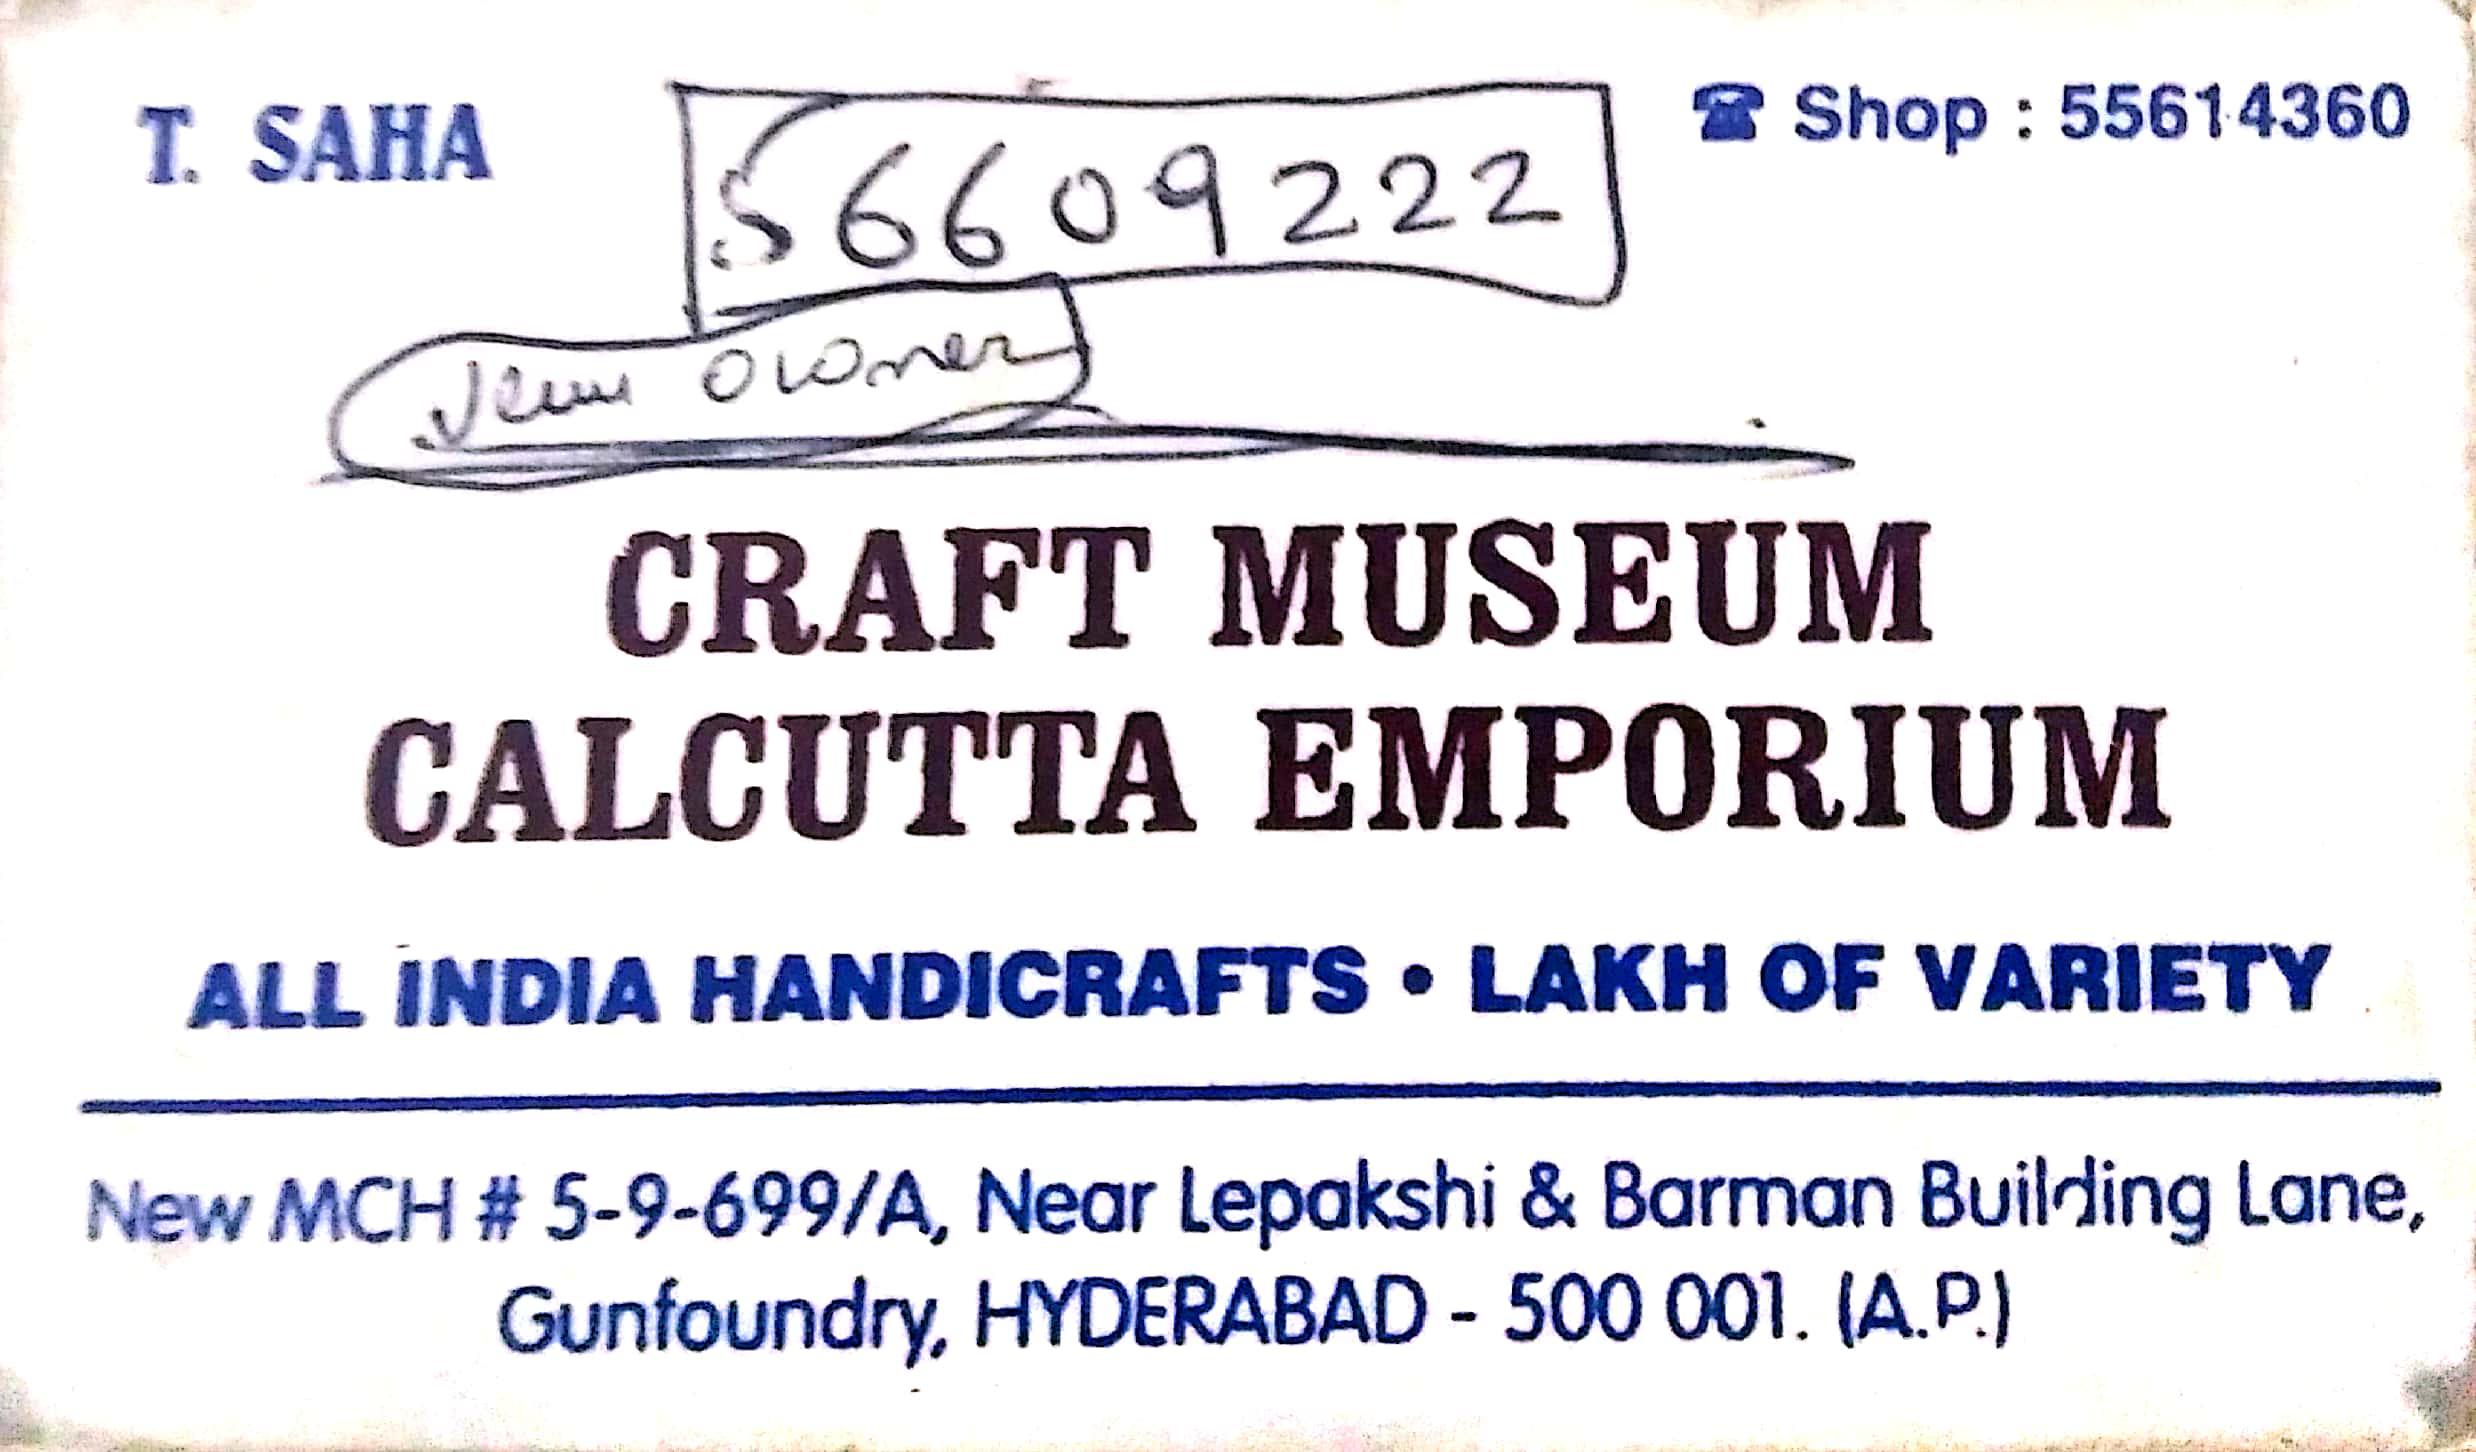 T. SAHA
56609222
☎ Shop : 55614360
owner
CRAFT MUSEUM
CALCUTTA EMPORIUM
ALL INDIA HANDICRAFTS • LAKH OF VARIETY
New MCH # 5-9-699/A, Near Lepakshi & Barman Building Lane,
Gunfoundry, HYDERABAD - 500 001. (A.P.)